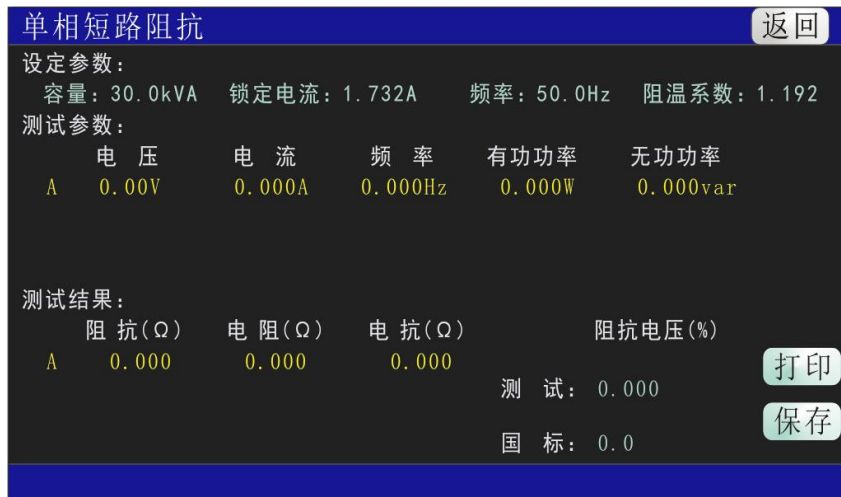 单相短路阻抗 返回
设定参数：
容量：30.0kVA 锁定电流：1.732A 频率：50.0Hz 阻温系数：1.192
测试参数：
电 压 电 流 频 率 有功功率 无功功率
A 0.00V 0.000A 0.000Hz 0.000W 0.000var
测试结果：
阻 抗(Ω) 电 阻(Ω) 电 抗(Ω) 阻抗电压(%)
A 0.000 0.000 0.000 打印
测 试：0.000
保存
国 标：0.0